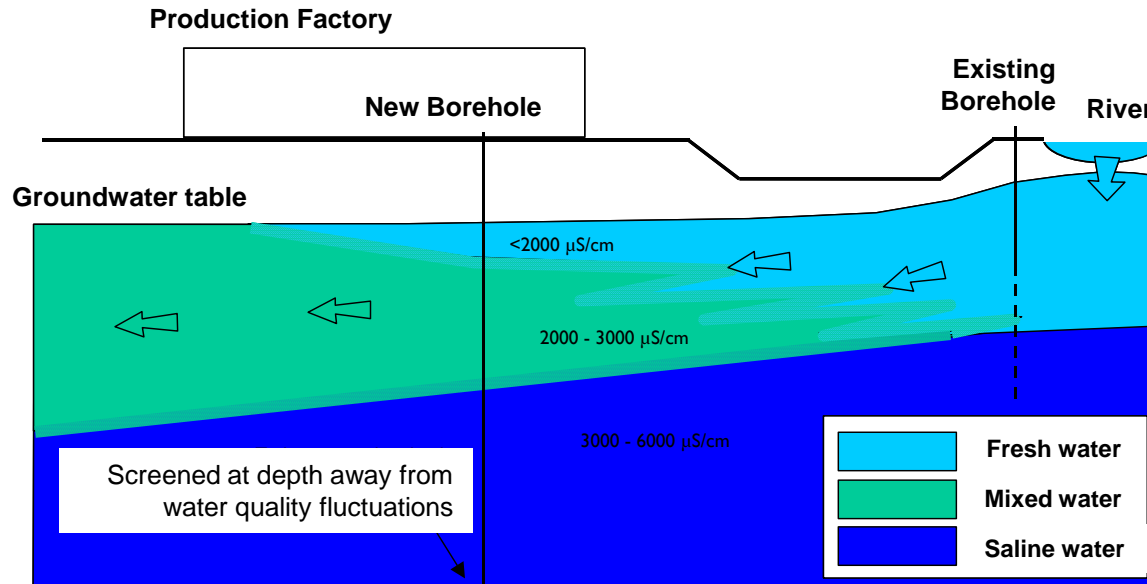 Production Factory
New Borehole
Existing
Borehole
River
Groundwater table
<2000 µS/cm
2000 - 3000 µS/cm
3000 - 6000 µS/cm
Screened at depth away from
water quality fluctuations
Fresh water
Mixed water
Saline water